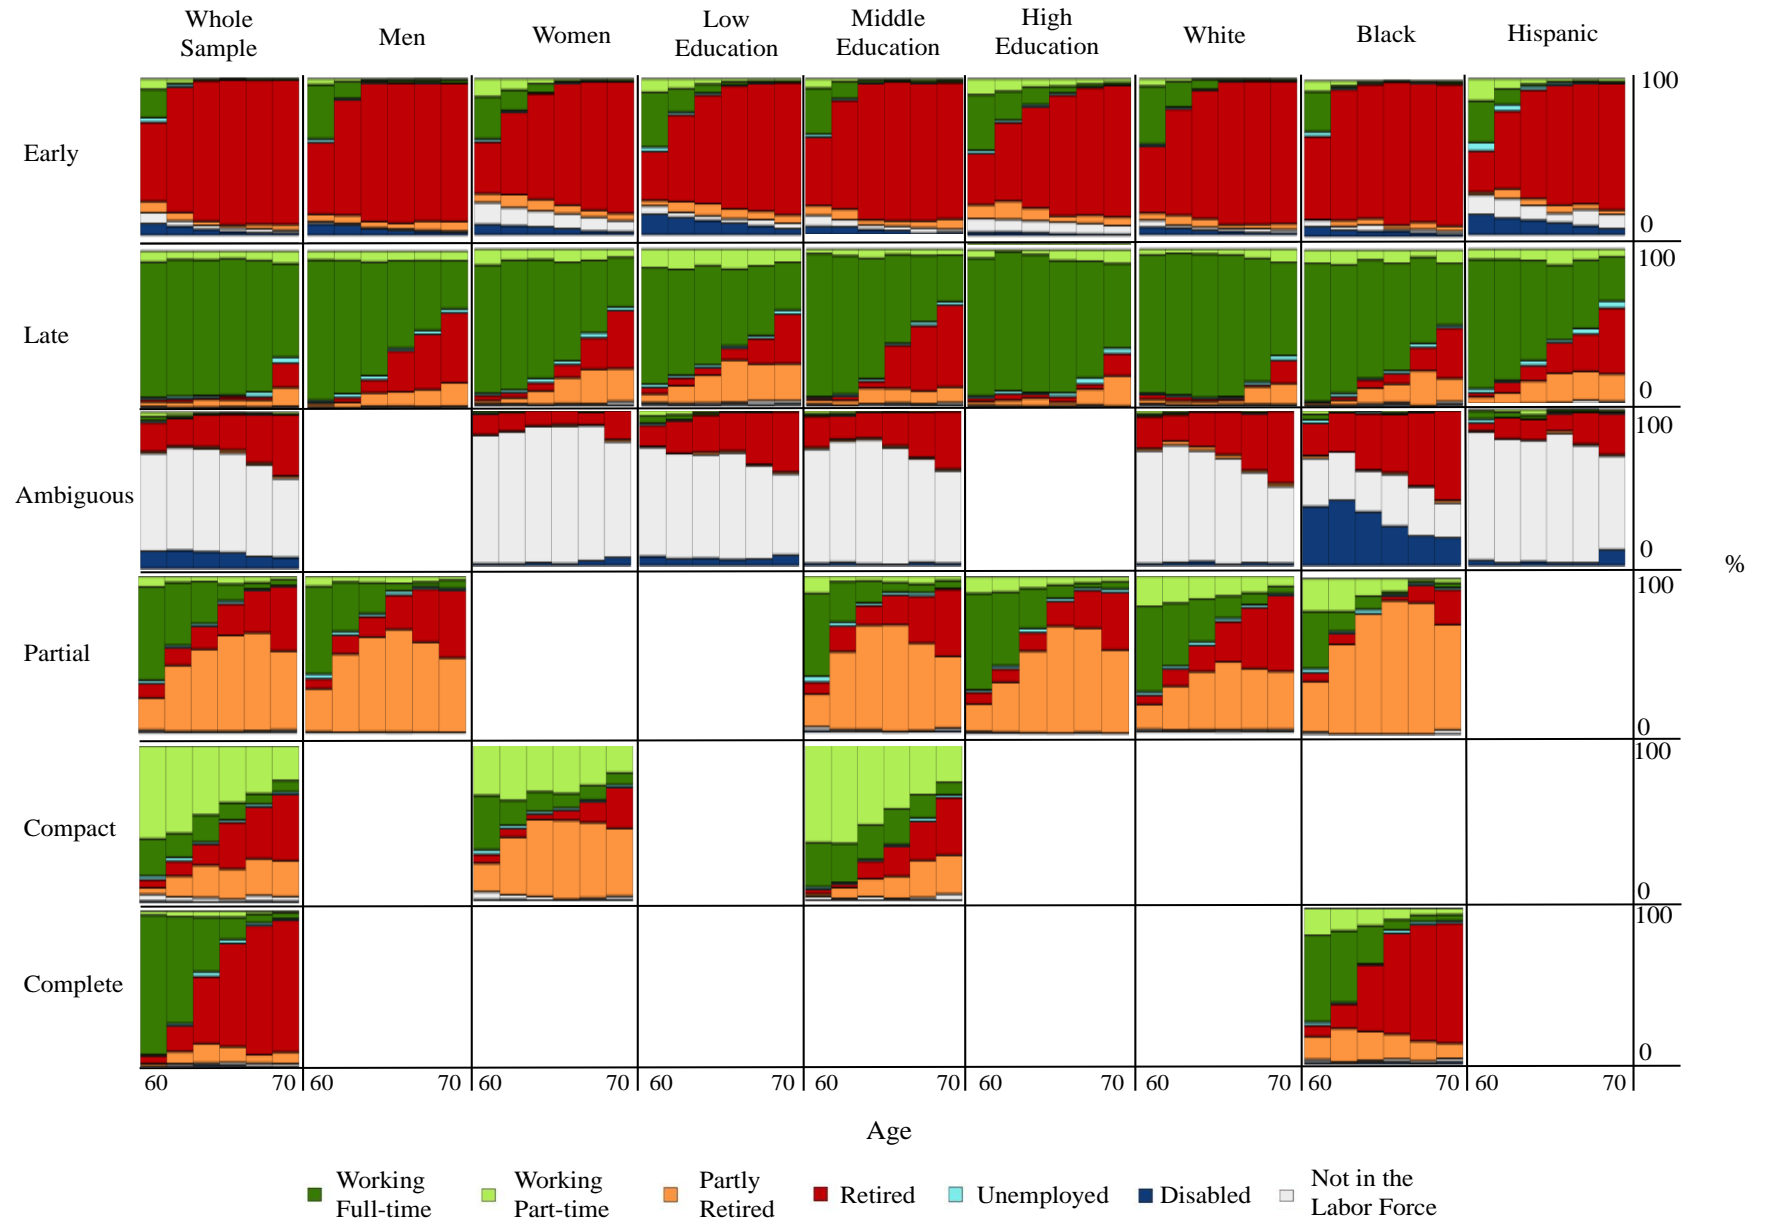 Whole Sample
Men
Women
Low Education
Middle Education
High Education
White
Black
Hispanic
Early
100
0
Late
100
0
Ambiguous
100
0
%
Partial
100
0
Compact
100
0
Complete
100
0
60 70 60 70 60 70 60 70 60 70 60 70 60 70 60 70 60 70
Age
Working Full-time
Working Part-time
Partly Retired
Retired
Unemployed
Disabled
Not in the Labor Force